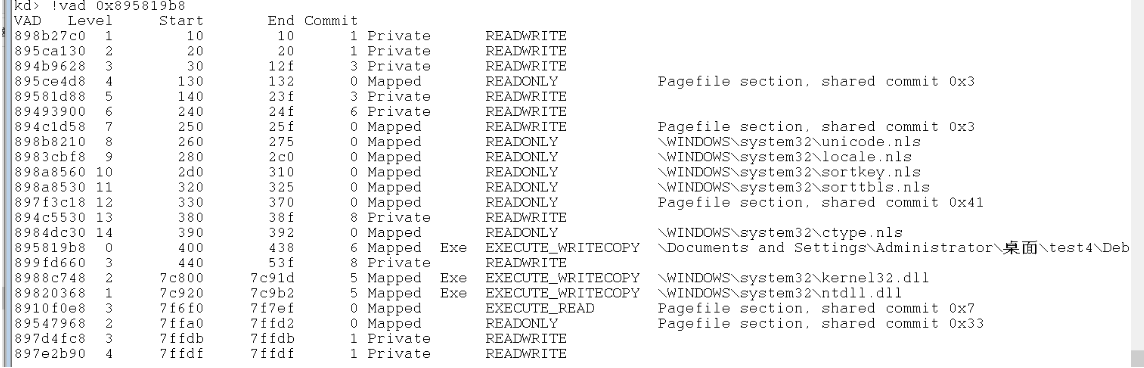 kd> !vad 0x895819b8
VAD Level Start End Commit
898b27c0 1 10 10 1 Private READWRITE
895ca130 2 20 20 1 Private READWRITE
894b9628 3 30 12f 3 Private READWRITE
895ce4d8 4 130 132 0 Mapped READONLY Pagefile section, shared commit 0x3
89581d88 5 140 23f 3 Private READWRITE
89493900 6 240 24f 6 Private READWRITE
894c1d58 7 250 25f 0 Mapped READWRITE Pagefile section, shared commit 0x3
898b8210 8 260 275 0 Mapped READONLY \WINDOWS\system32\unicode.nls
8983cbf8 9 280 2c0 0 Mapped READONLY \WINDOWS\system32\locale.nls
898a8560 10 2d0 310 0 Mapped READONLY \WINDOWS\system32\sortkey.nls
898a8530 11 320 325 0 Mapped READONLY \WINDOWS\system32\sorttbls.nls
897f3c18 12 330 370 0 Mapped READONLY Pagefile section, shared commit 0x41
894c5530 13 380 38f 8 Private READWRITE
8984dc30 14 390 392 0 Mapped READONLY \WINDOWS\system32\ctype.nls
895819b8 0 400 438 6 Mapped Exe EXECUTE_WRITECOPY \Documents and Settings\Administrator\桌面\test4\Deb
899fd660 3 440 53f 8 Private READWRITE
8988c748 2 7c800 7c91d 5 Mapped Exe EXECUTE_WRITECOPY \WINDOWS\system32\kernel32.dll
89820368 1 7c920 7c9b2 5 Mapped Exe EXECUTE_WRITECOPY \WINDOWS\system32\ntdll.dll
8910f0e8 3 7f6f0 7f7ef 0 Mapped EXECUTE_READ Pagefile section, shared commit 0x7
89547968 2 7ffa0 7ffd2 0 Mapped READONLY Pagefile section, shared commit 0x33
897d4fc8 3 7ffdb 7ffdb 1 Private READWRITE
897e2b90 4 7ffdf 7ffdf 1 Private READWRITE